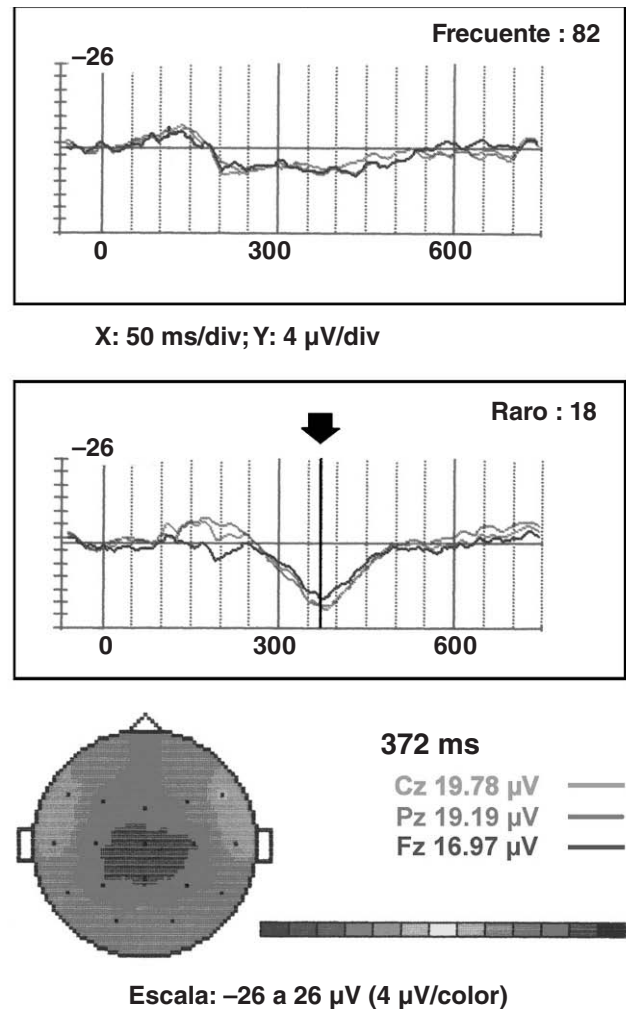 Frecuente : 82
–26
0 300 600
X: 50 ms/div; Y: 4 µV/div
Raro : 18
–26
0 300 600
372 ms
Cz 19.78 µV
Pz 19.19 µV
Fz 16.97 µV
Escala: –26 a 26 µV (4 µV/color)